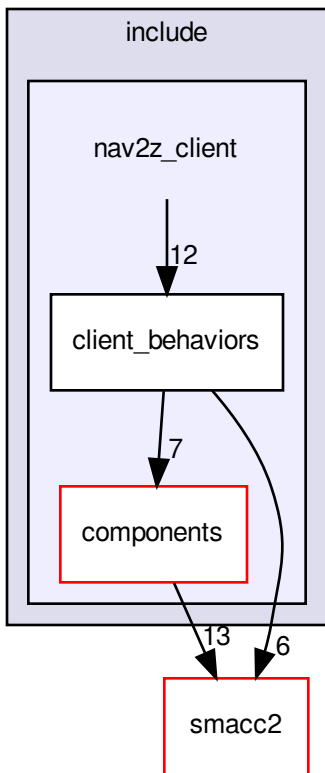 include
nav2z_client
12
client_behaviors
7
components
13
6
smacc2